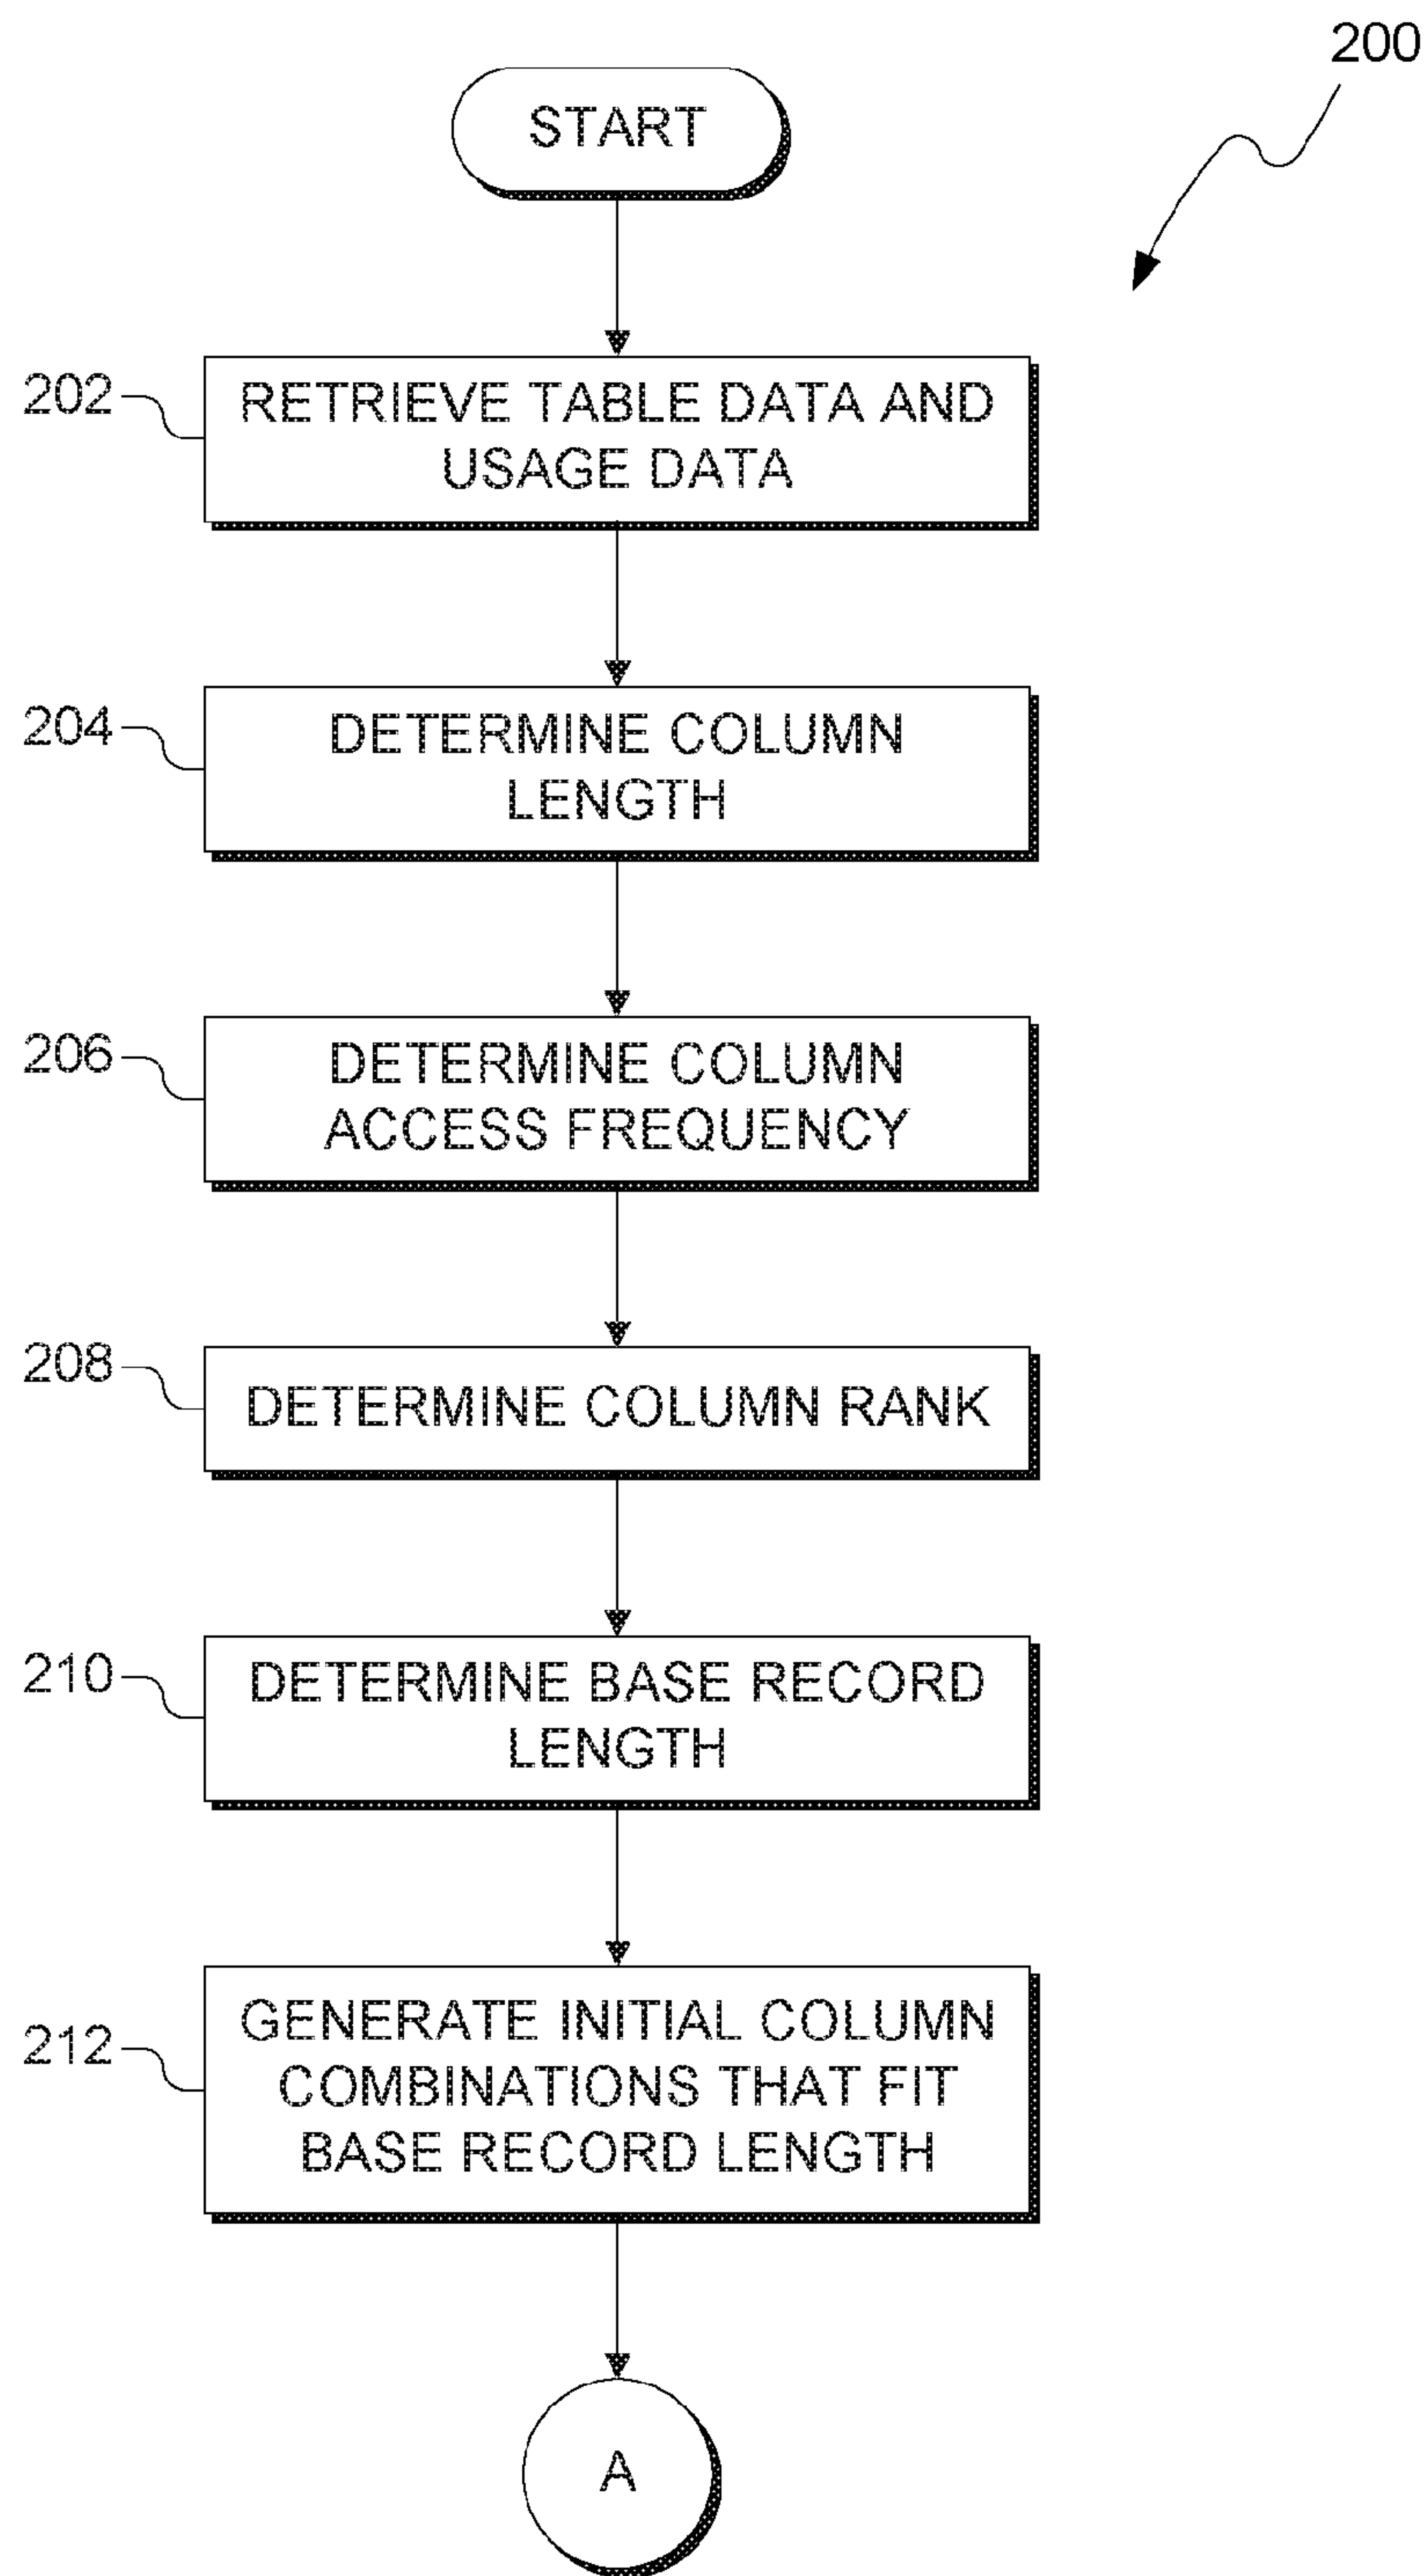 200
START
202
RETRIEVE TABLE DATA AND
USAGE DATA
204
DETERMINE COLUMN
LENGTH
206
DETERMINE COLUMN
ACCESS FREQUENCY
208
DETERMINE COLUMN RANK
210
DETERMINE BASE RECORD
LENGTH
212
GENERATE INITIAL COLUMN
COMBINATIONS THAT FIT
BASE RECORD LENGTH
A